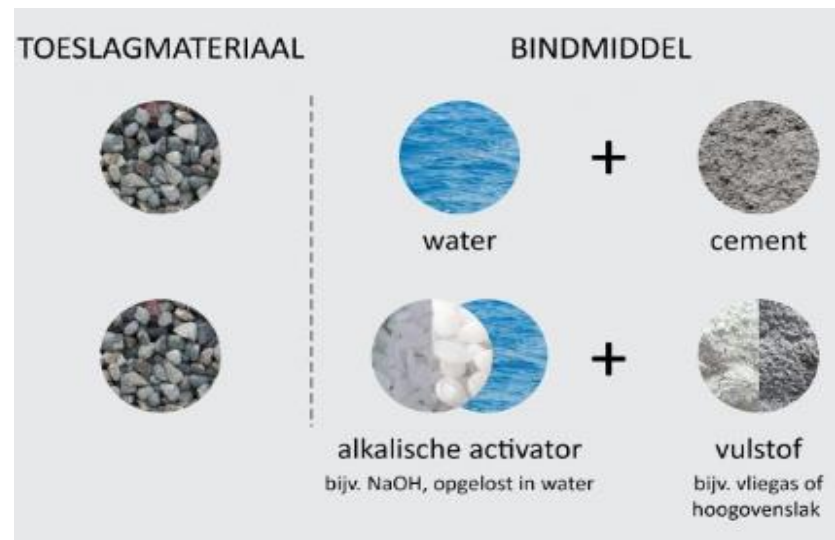 TOESLAGMATERIAAL
BINDMIDDEL
+
water
cement
+
alkalische activator
bijv. NaOH, opgelost in water
vulstof
bijv. vliegas of
hoogovenslak